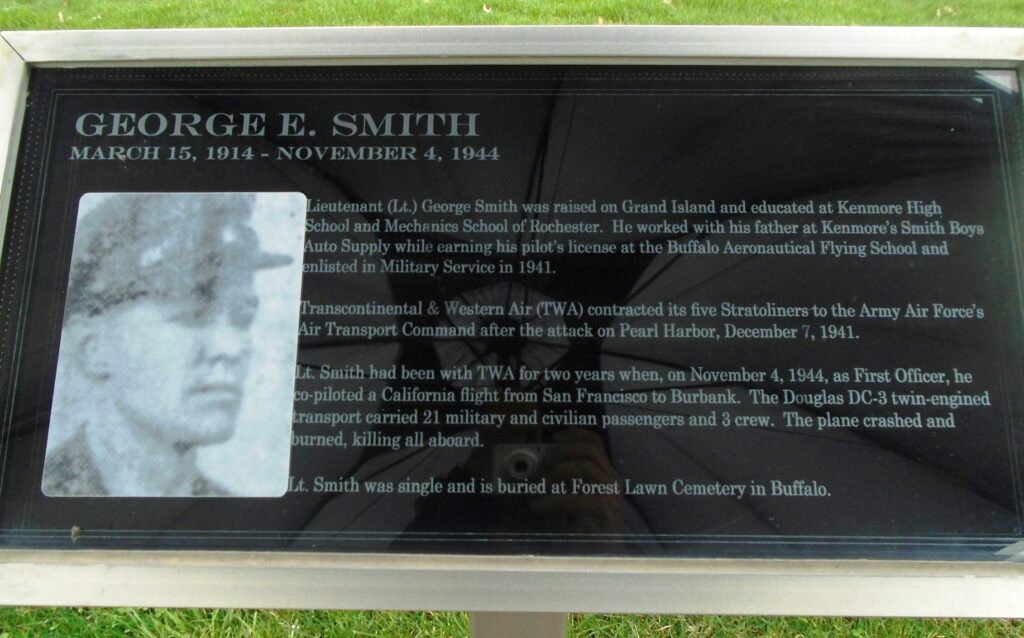 GEORGE E. SMITH
MARCH 15, 1914 - NOVEMBER 4, 1944
Lieutenant (Lt.) George Smith was raised on Grand Island and educated at Kenmore High
School and Mechanics School of Rochester. He worked with his father at Kenmore's Smith Boys
Auto Supply while earning his pilot's license at the Buffalo Aeronautical Flying School and
enlisted in Military Service in 1941.
Transcontinental & Western Air (TWA) contracted its five Stratoliners to the Army Air Force's
Air Transport Command after the attack on Pearl Harbor, December 7, 1941.
Lt. Smith had been with TWA for two years when, on November 4, 1944, as First Officer, he
co-piloted a California flight from San Francisco to Burbank. The Douglas DC-3 twin-engined
transport carried 21 military and civilian passengers and 3 crew. The plane crashed and
burned, killing all aboard.
Lt. Smith was single and is buried at Forest Lawn Cemetery in Buffalo.